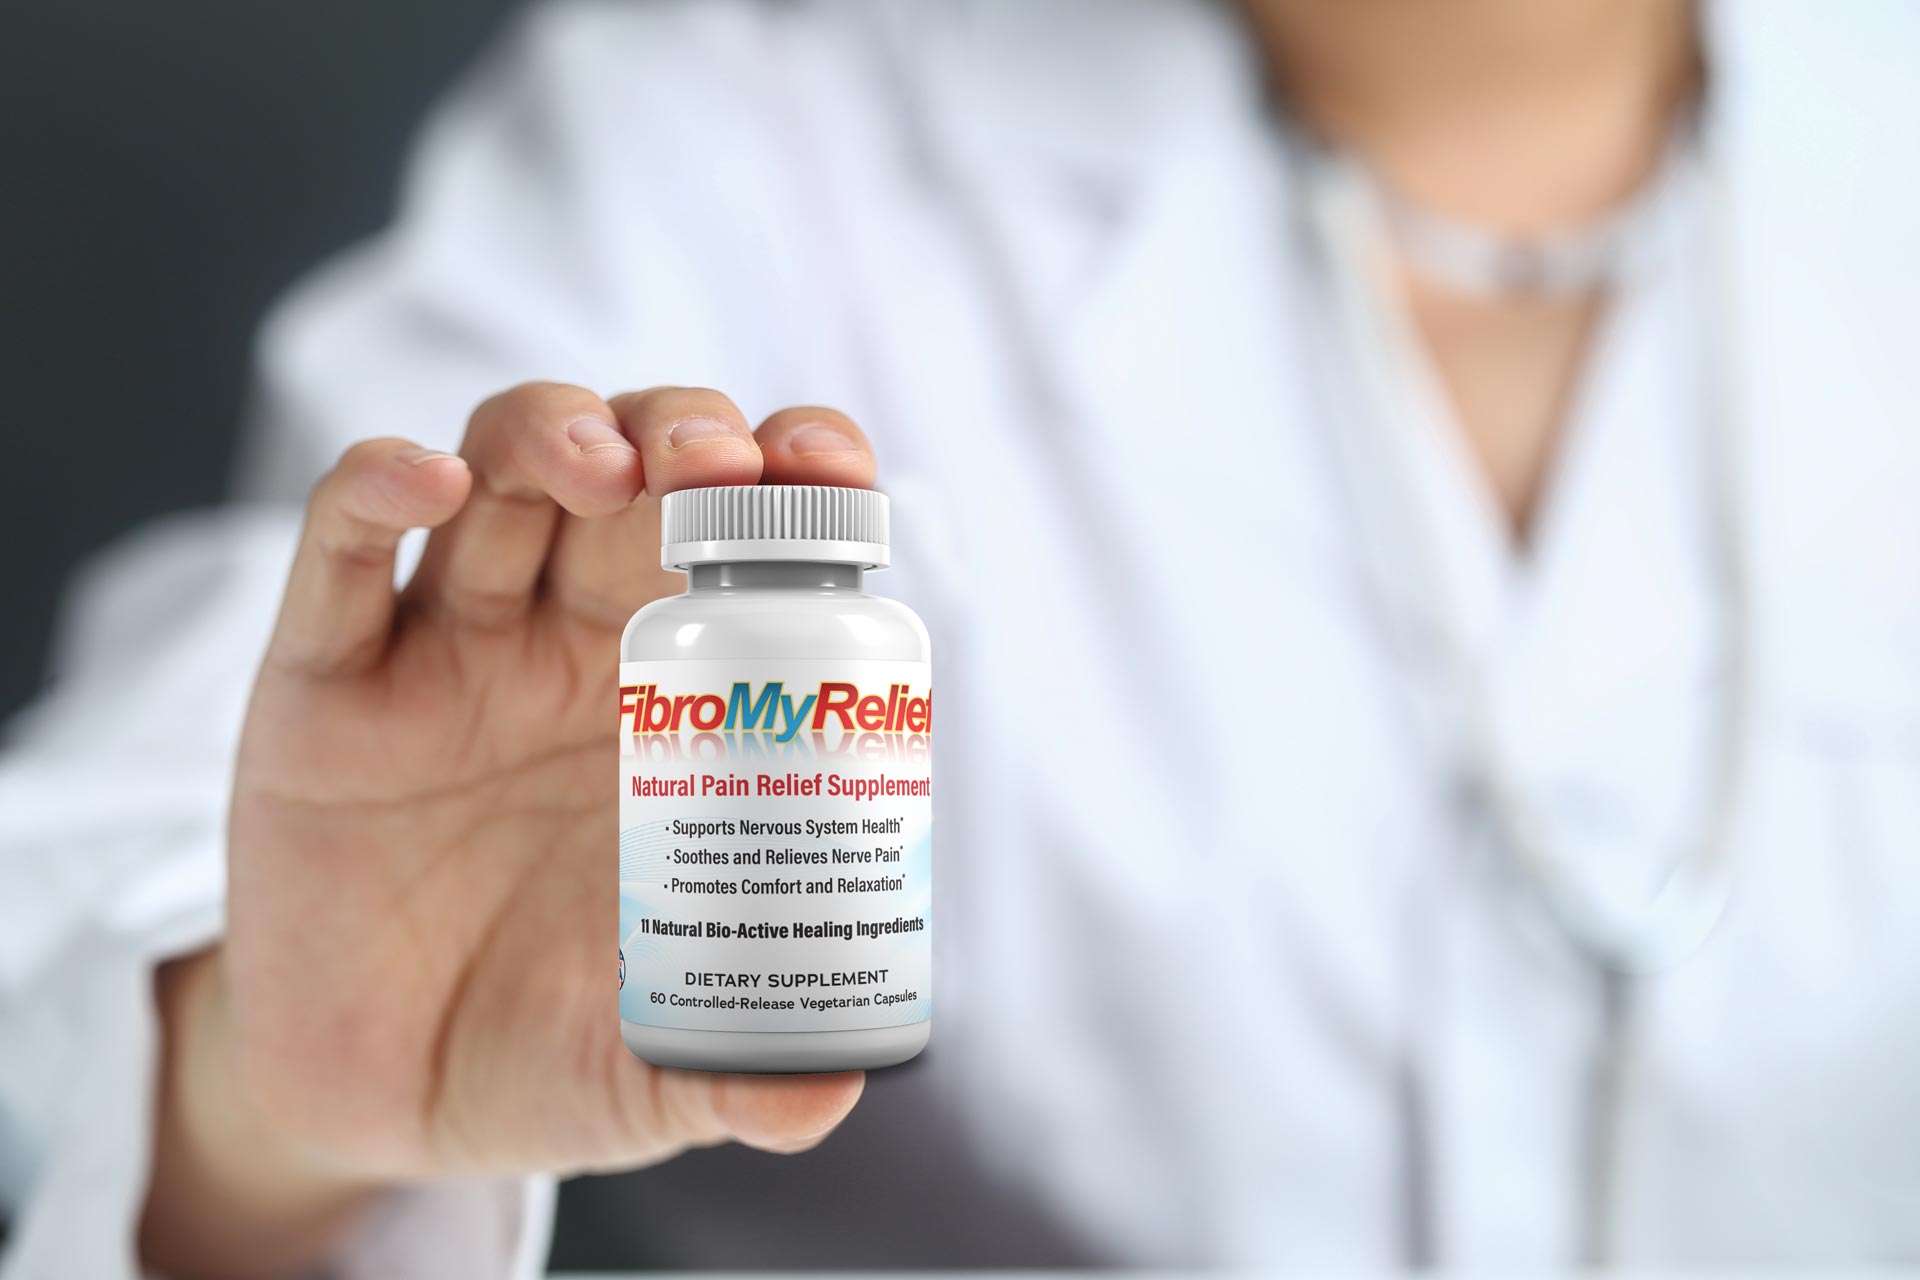 FibroMyRelief
Natural Pain Relief Supplement
· Supports Nervous System Health*
· Soothes and Relieves Nerve Pain*
· Promotes Comfort and Relaxation*
11 Natural Bio-Active Healing Ingredients
DIETARY SUPPLEMENT
60 Controlled-Release Vegetarian Capsules